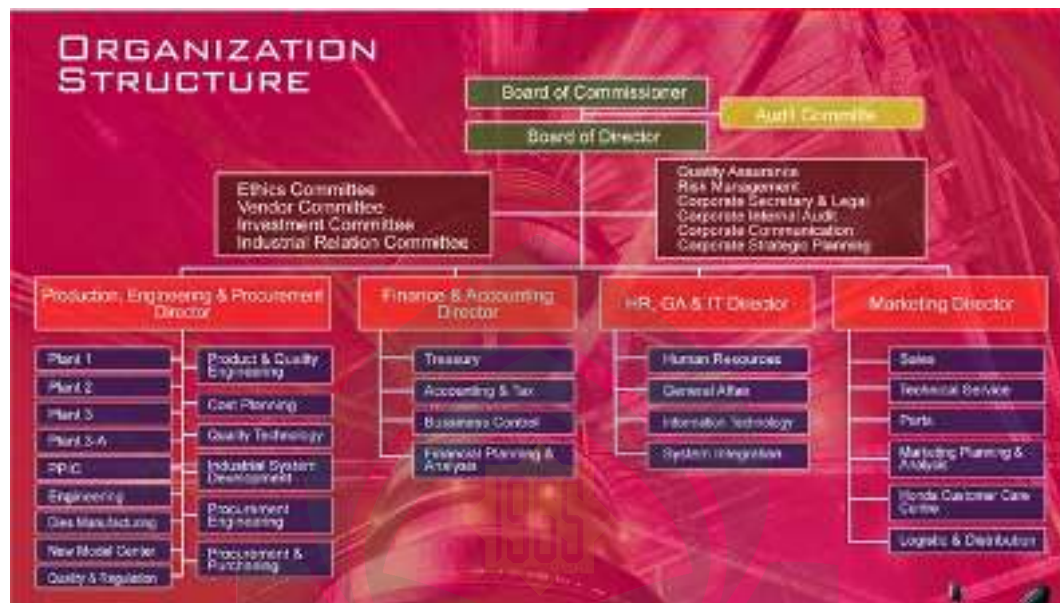 ORGANIZATION
STRUCTURE
Board of Commissioner
Audit Committe
Board of Director
Ethics Committee
Vendor Committee
Investment Committee
Industrial Relation Committee
Quality Assurance
Risk Management
Corporate Secretary & Legal
Corporate Internal Audit
Corporate Communication
Corporate Strategic Planning
Production, Engineering & Procurement
Director
Plant 1
Plant 2
Plant 3
Plant 3-A
PPIC
Engineering
Dies Manufacturing
New Model Center
Quality & Regulation
Product & Quality
Engineering
Cost Planning
Quality Technology
Industrial System
Development
Procurement
Engineering
Procurement &
Purchasing
Finance & Accounting
Director
Treasury
Accounting & Tax
Bussiness Control
Financial Planning &
Analysis
HR, GA & IT Director
Human Resources
General Affair
Information Technology
System Integration
Marketing Director
Sales
Technical Service
Parts
Marketing Planning &
Analysis
Honda Customer Care
Centre
Logistic & Distribution
1965